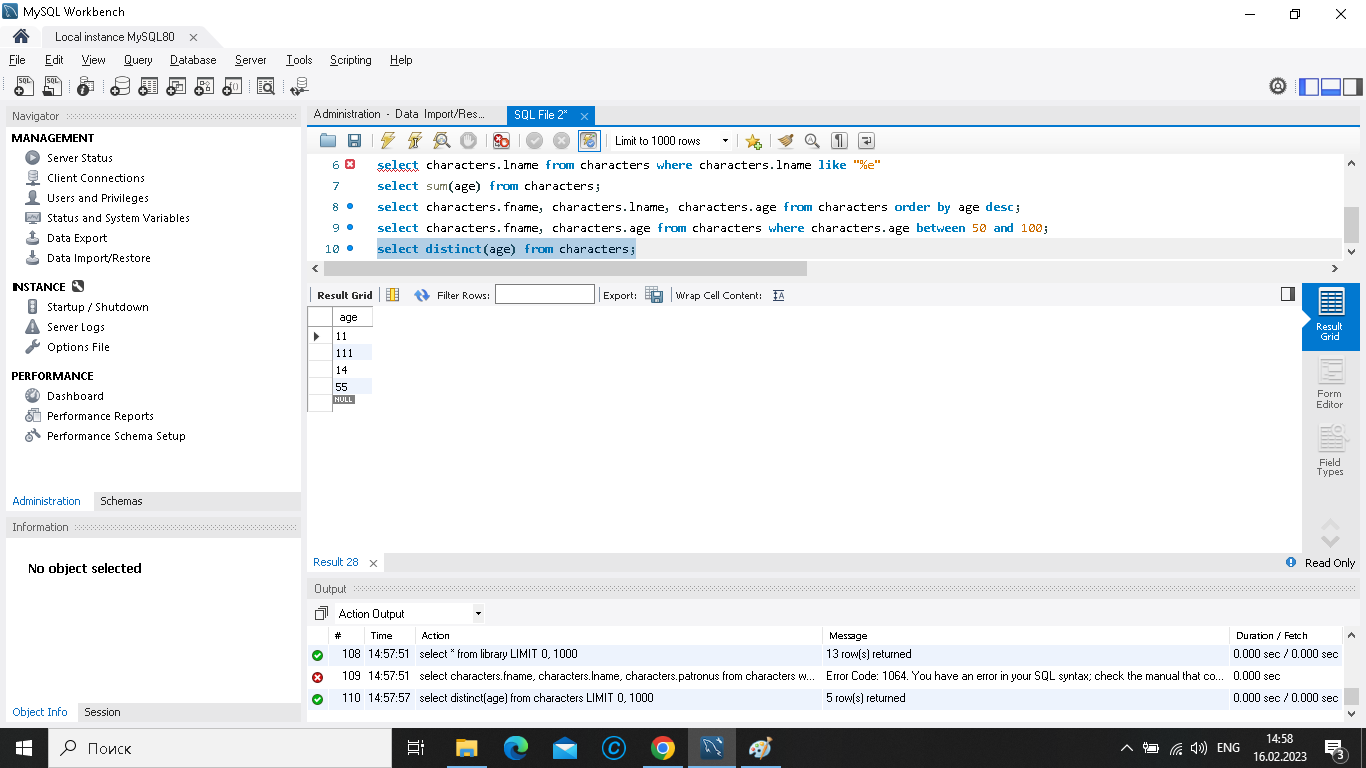 MySQL Workbench
Local instance MySQL80
File Edit View Query Database Server Tools Scripting Help
Navigator
MANAGEMENT
Server Status
Client Connections
Users and Privileges
Status and System Variables
Data Export
Data Import/Restore
INSTANCE
Startup / Shutdown
Server Logs
Options File
PERFORMANCE
Dashboard
Performance Reports
Performance Schema Setup
Administration Schemas
Information
No object selected
Object Info Session
Administration - Data Import/Res... SQL File 2*
Limit to 1000 rows
6 select characters.lname from characters where characters.lname like "%e"
7 select sum(age) from characters;
8 select characters.fname, characters.lname, characters.age from characters order by age desc;
9 select characters.fname, characters.age from characters where characters.age between 50 and 100;
10 select distinct(age) from characters;
Result Grid Filter Rows: Export: Wrap Cell Content:
age
11
111
14
55
NULL
Result Grid
Form Editor
Field Types
Result 28
Read Only
Output
Action Output
# Time Action Message Duration / Fetch
108 14:57:51 select * from library LIMIT 0, 1000 13 row(s) returned 0.000 sec / 0.000 sec
109 14:57:51 select characters.fname, characters.lname, characters.patronus from characters w... Error Code: 1064. You have an error in your SQL syntax; check the manual that co... 0.000 sec
110 14:57:57 select distinct(age) from characters LIMIT 0, 1000 5 row(s) returned 0.000 sec / 0.000 sec
Поиск
ENG
14:58
16.02.2023
3